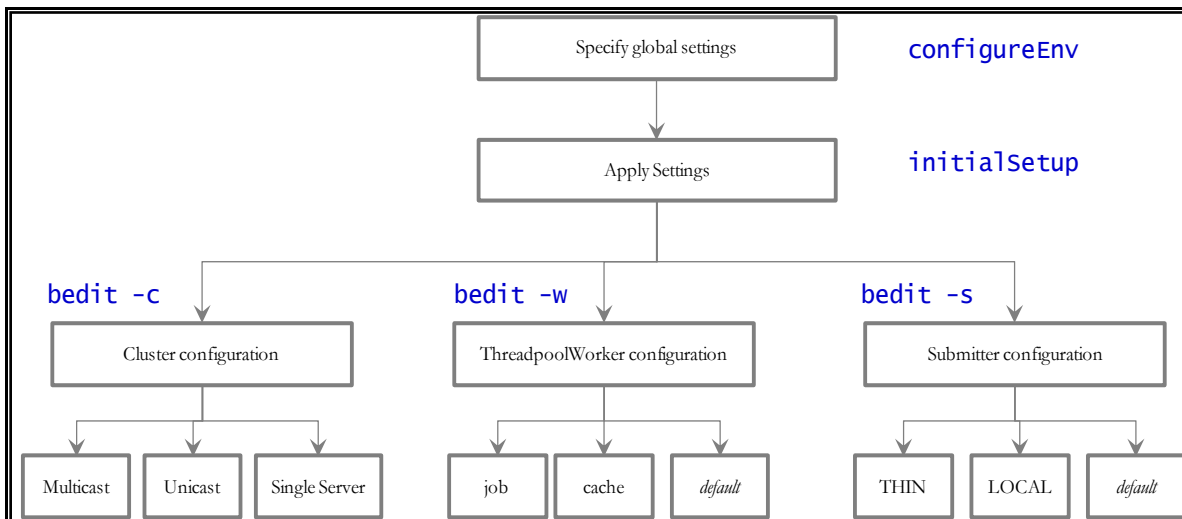 Specify global settings
configureEnv
Apply Settings
initialSetup
bedit -c
bedit -w
bedit -s
Cluster configuration
ThreadpoolWorker configuration
Submitter configuration
Multicast
Unicast
Single Server
job
cache
default
THIN
LOCAL
default